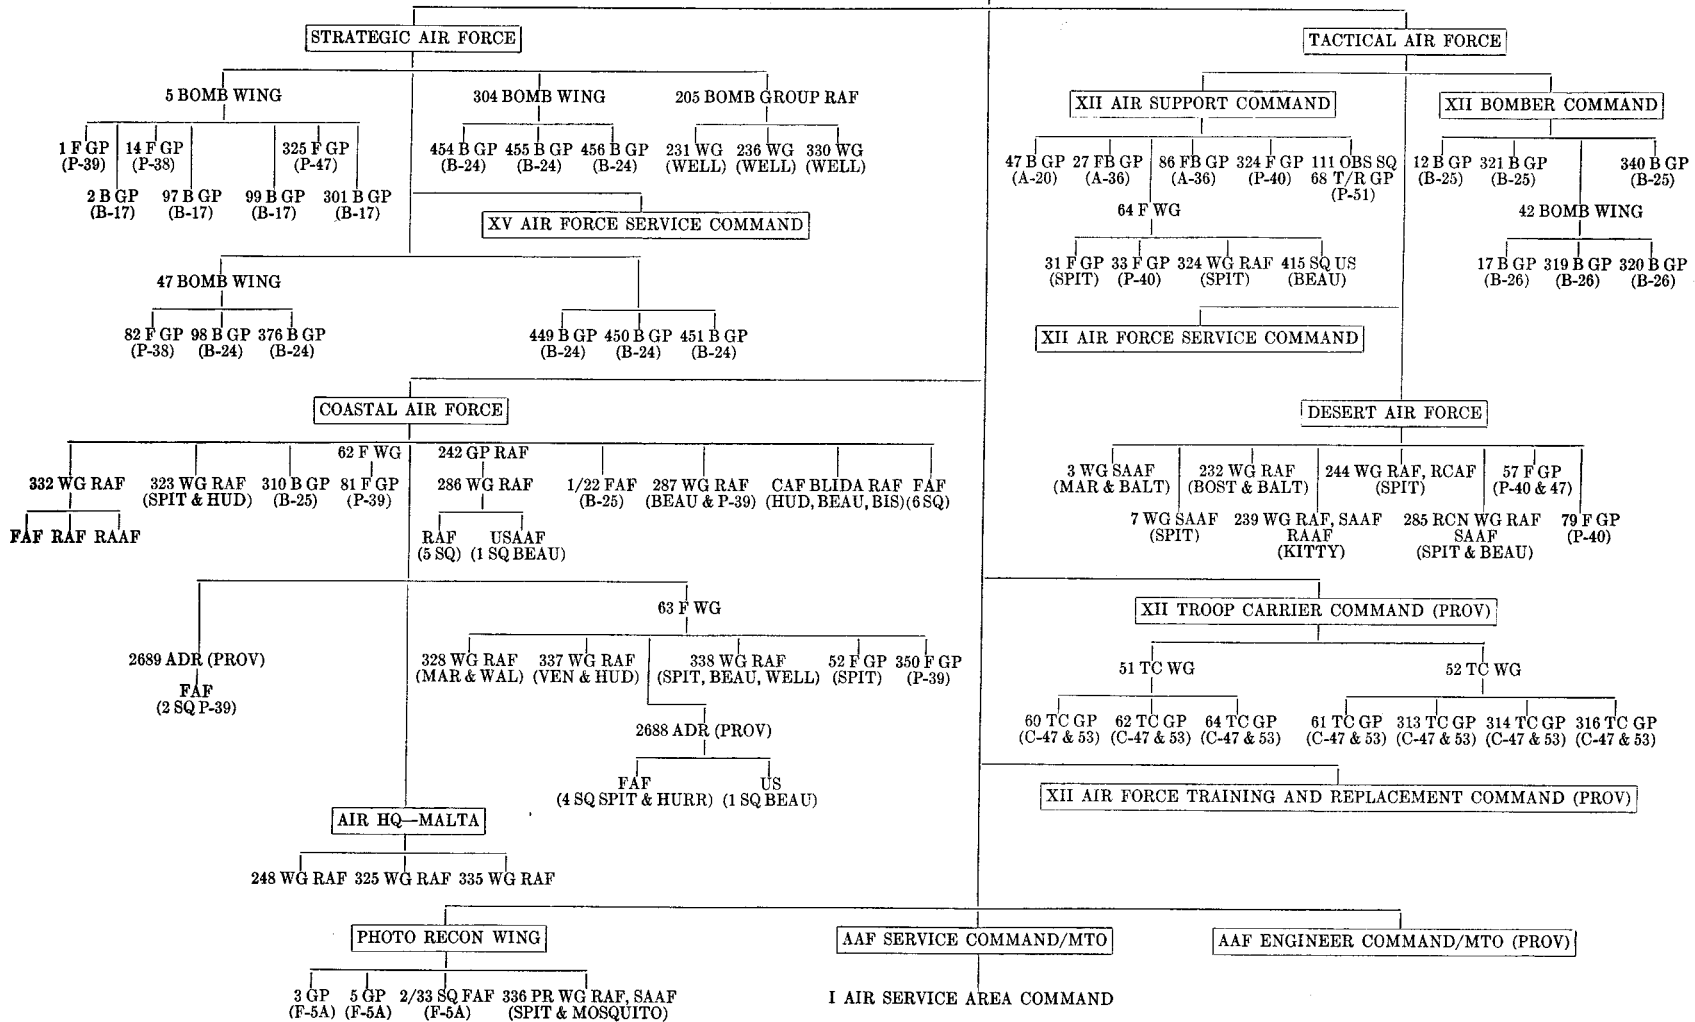 STRATEGIC AIR FORCE
5 BOMB WING
304 BOMB WING
205 BOMB GROUP RAF
1 F GP
(P-39)
14 F GP
(P-38)
325 F GP
(P-47)
2 B GP
(B-17)
97 B GP
(B-17)
99 B GP
(B-17)
301 B GP
(B-17)
454 B GP
(B-24)
455 B GP
(B-24)
456 B GP
(B-24)
231 WG
(WELL)
236 WG
(WELL)
330 WG
(WELL)
XV AIR FORCE SERVICE COMMAND
47 BOMB WING
82 F GP
(P-38)
98 B GP
(B-24)
376 B GP
(B-24)
449 B GP
(B-24)
450 B GP
(B-24)
451 B GP
(B-24)
TACTICAL AIR FORCE
XII AIR SUPPORT COMMAND
XII BOMBER COMMAND
47 B GP
(A-20)
27 FB GP
(A-36)
86 FB GP
(A-36)
324 F GP
(P-40)
111 OBS SQ
68 T/R GP
(P-51)
64 F WG
31 F GP
(SPIT)
33 F GP
(P-40)
324 WG RAF
(SPIT)
415 SQ US
(BEAU)
12 B GP
(B-25)
321 B GP
(B-25)
340 B GP
(B-25)
42 BOMB WING
17 B GP
(B-26)
319 B GP
(B-26)
320 B GP
(B-26)
XII AIR FORCE SERVICE COMMAND
COASTAL AIR FORCE
62 F WG
242 GP RAF
332 WG RAF
323 WG RAF
(SPIT & HUD)
310 B GP
(B-25)
81 F GP
(P-39)
286 WG RAF
1/22 FAF
(B-25)
287 WG RAF
(BEAU & P-39)
CAF BLIDA RAF
(HUD, BEAU, BIS)
FAF
(6 SQ)
FAF RAF RAAF
RAF
(5 SQ)
USAAF
(1 SQ BEAU)
DESERT AIR FORCE
3 WG SAAF
(MAR & BALT)
232 WG RAF
(BOST & BALT)
244 WG RAF, RCAF
(SPIT)
57 F GP
(P-40 & 47)
7 WG SAAF
(SPIT)
239 WG RAF, SAAF
RAAF
(KITTY)
285 RCN WG RAF
SAAF
(SPIT & BEAU)
79 F GP
(P-40)
63 F WG
2689 ADR (PROV)
FAF
(2 SQ P-39)
328 WG RAF
(MAR & WAL)
337 WG RAF
(VEN & HUD)
338 WG RAF
(SPIT, BEAU, WELL)
52 F GP
(SPIT)
350 F GP
(P-39)
2688 ADR (PROV)
FAF
(4 SQ SPIT & HURR)
US
(1 SQ BEAU)
XII TROOP CARRIER COMMAND (PROV)
51 TC WG
52 TC WG
60 TC GP
(C-47 & 53)
62 TC GP
(C-47 & 53)
64 TC GP
(C-47 & 53)
61 TC GP
(C-47 & 53)
313 TC GP
(C-47 & 53)
314 TC GP
(C-47 & 53)
316 TC GP
(C-47 & 53)
XII AIR FORCE TRAINING AND REPLACEMENT COMMAND (PROV)
AIR HQ—MALTA
248 WG RAF
325 WG RAF
335 WG RAF
PHOTO RECON WING
AAF SERVICE COMMAND/MTO
AAF ENGINEER COMMAND/MTO (PROV)
3 GP
(F-5A)
5 GP
(F-5A)
2/33 SQ FAF
(F-5A)
336 PR WG RAF, SAAF
(SPIT & MOSQUITO)
I AIR SERVICE AREA COMMAND